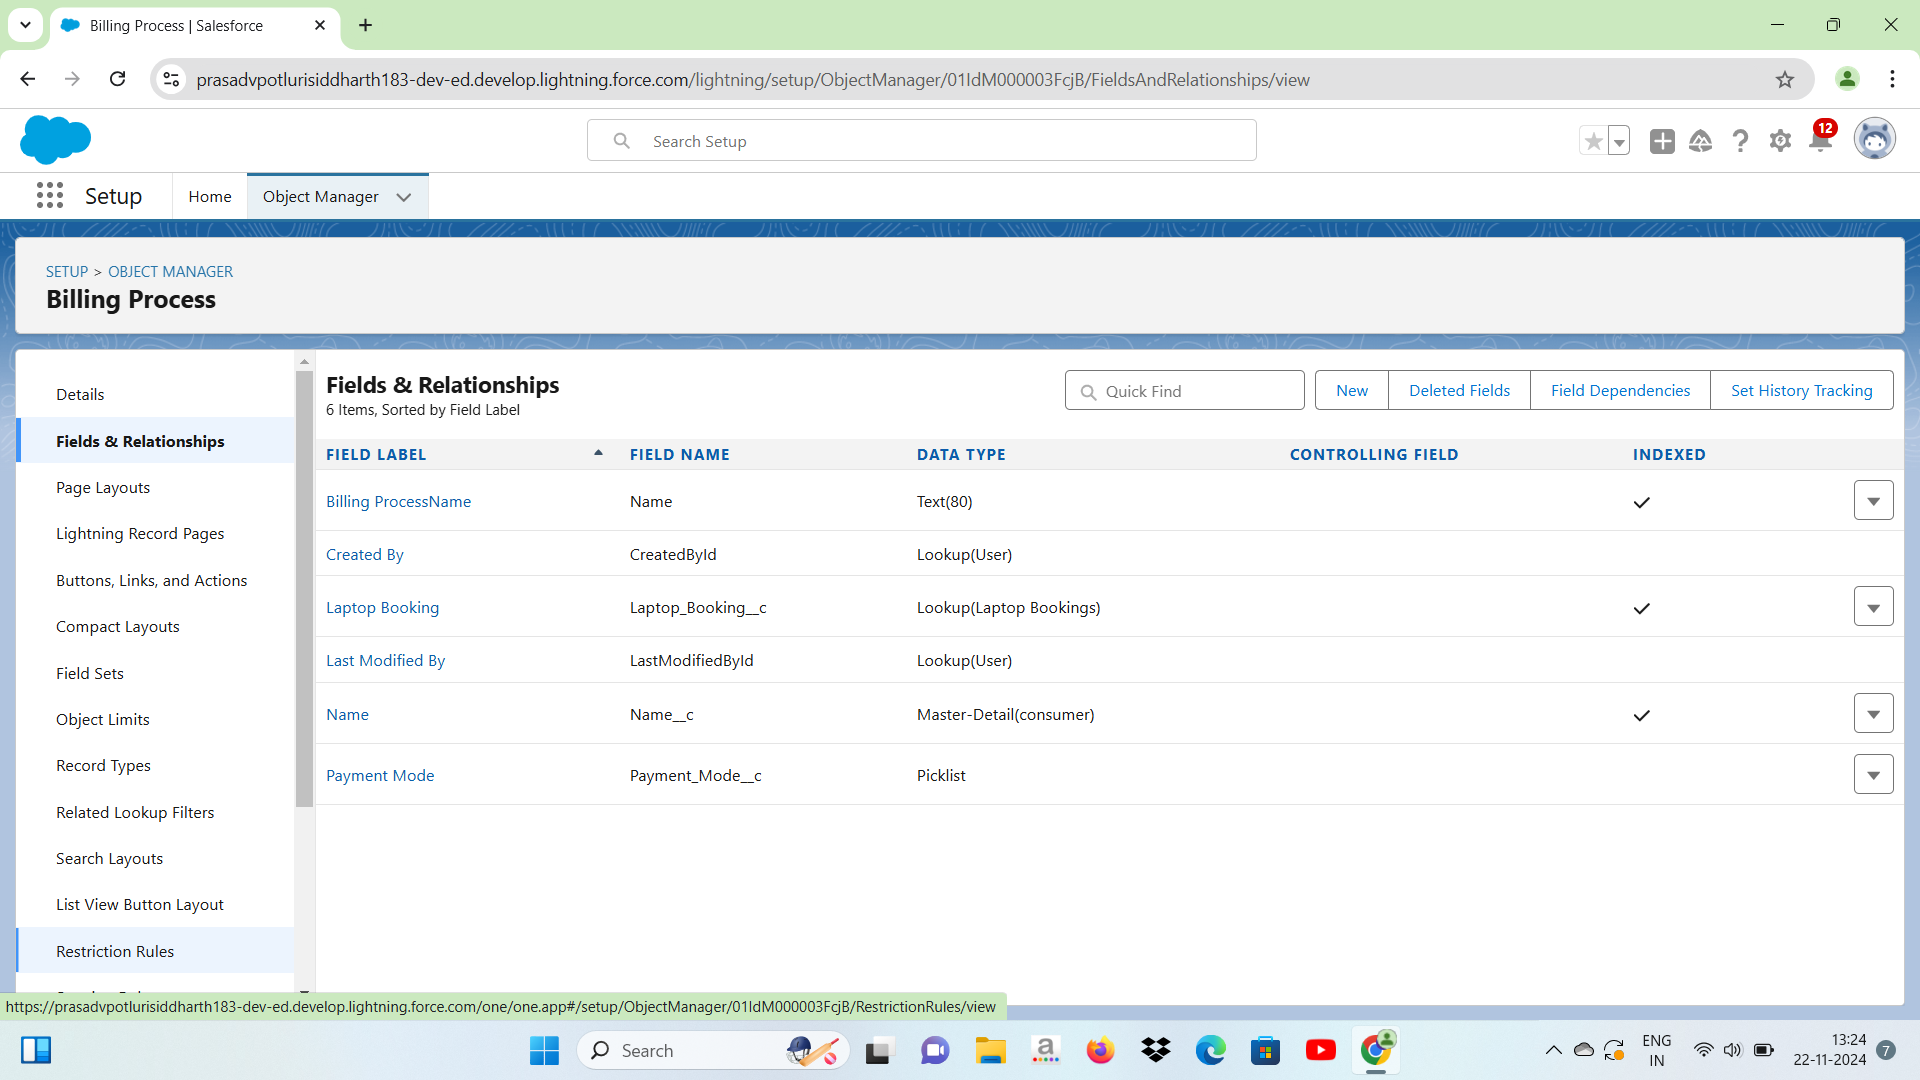 Billing Process | Salesforce
prasadvpotlurisiddharth183-dev-ed.develop.lightning.force.com/lightning/setup/ObjectManager/01IdM000003FcjB/FieldsAndRelationships/view
Search Setup
12
Setup
Home
Object Manager
SETUP > OBJECT MANAGER
Billing Process
Details
Fields & Relationships
Page Layouts
Lightning Record Pages
Buttons, Links, and Actions
Compact Layouts
Field Sets
Object Limits
Record Types
Related Lookup Filters
Search Layouts
List View Button Layout
Restriction Rules
Fields & Relationships
6 Items, Sorted by Field Label
Quick Find
New
Deleted Fields
Field Dependencies
Set History Tracking
FIELD LABEL FIELD NAME DATA TYPE CONTROLLING FIELD INDEXED
Billing ProcessName Name Text(80)
Created By CreatedById Lookup(User)
Laptop Booking Laptop_Booking__c Lookup(Laptop Bookings)
Last Modified By LastModifiedById Lookup(User)
Name Name__c Master-Detail(consumer)
Payment Mode Payment_Mode__c Picklist
https://prasadvpotlurisiddharth183-dev-ed.develop.lightning.force.com/one/one.app#/setup/ObjectManager/01IdM000003FcjB/RestrictionRules/view
Search
ENG
IN
13:24
22-11-2024
7